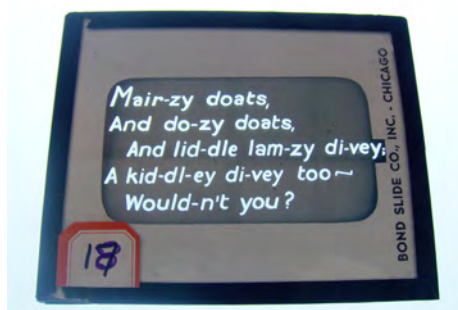 Mair-zy doats,
And do-zy doats,
And lid-dle lam-zy di-vey;
A kid-dl-ey di-vey too~
Would-n't you?
BOND SLIDE CO., INC. - CHICAGO